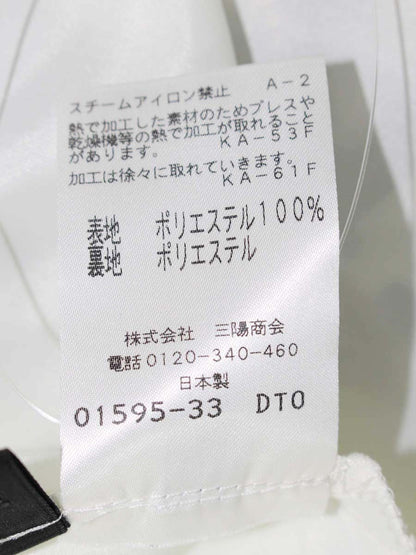 スチームアイロン禁止 A-2
熱で加工した素材のためプレスや
乾燥機等の熱で加工が取れること
があります。 KA-53F
加工は徐々に取れていきます。
KA-61F
表地 ポリエステル100%
裏地 ポリエステル
株式会社 三陽商会
電話0120-340-460
日本製
01595-33 DTO